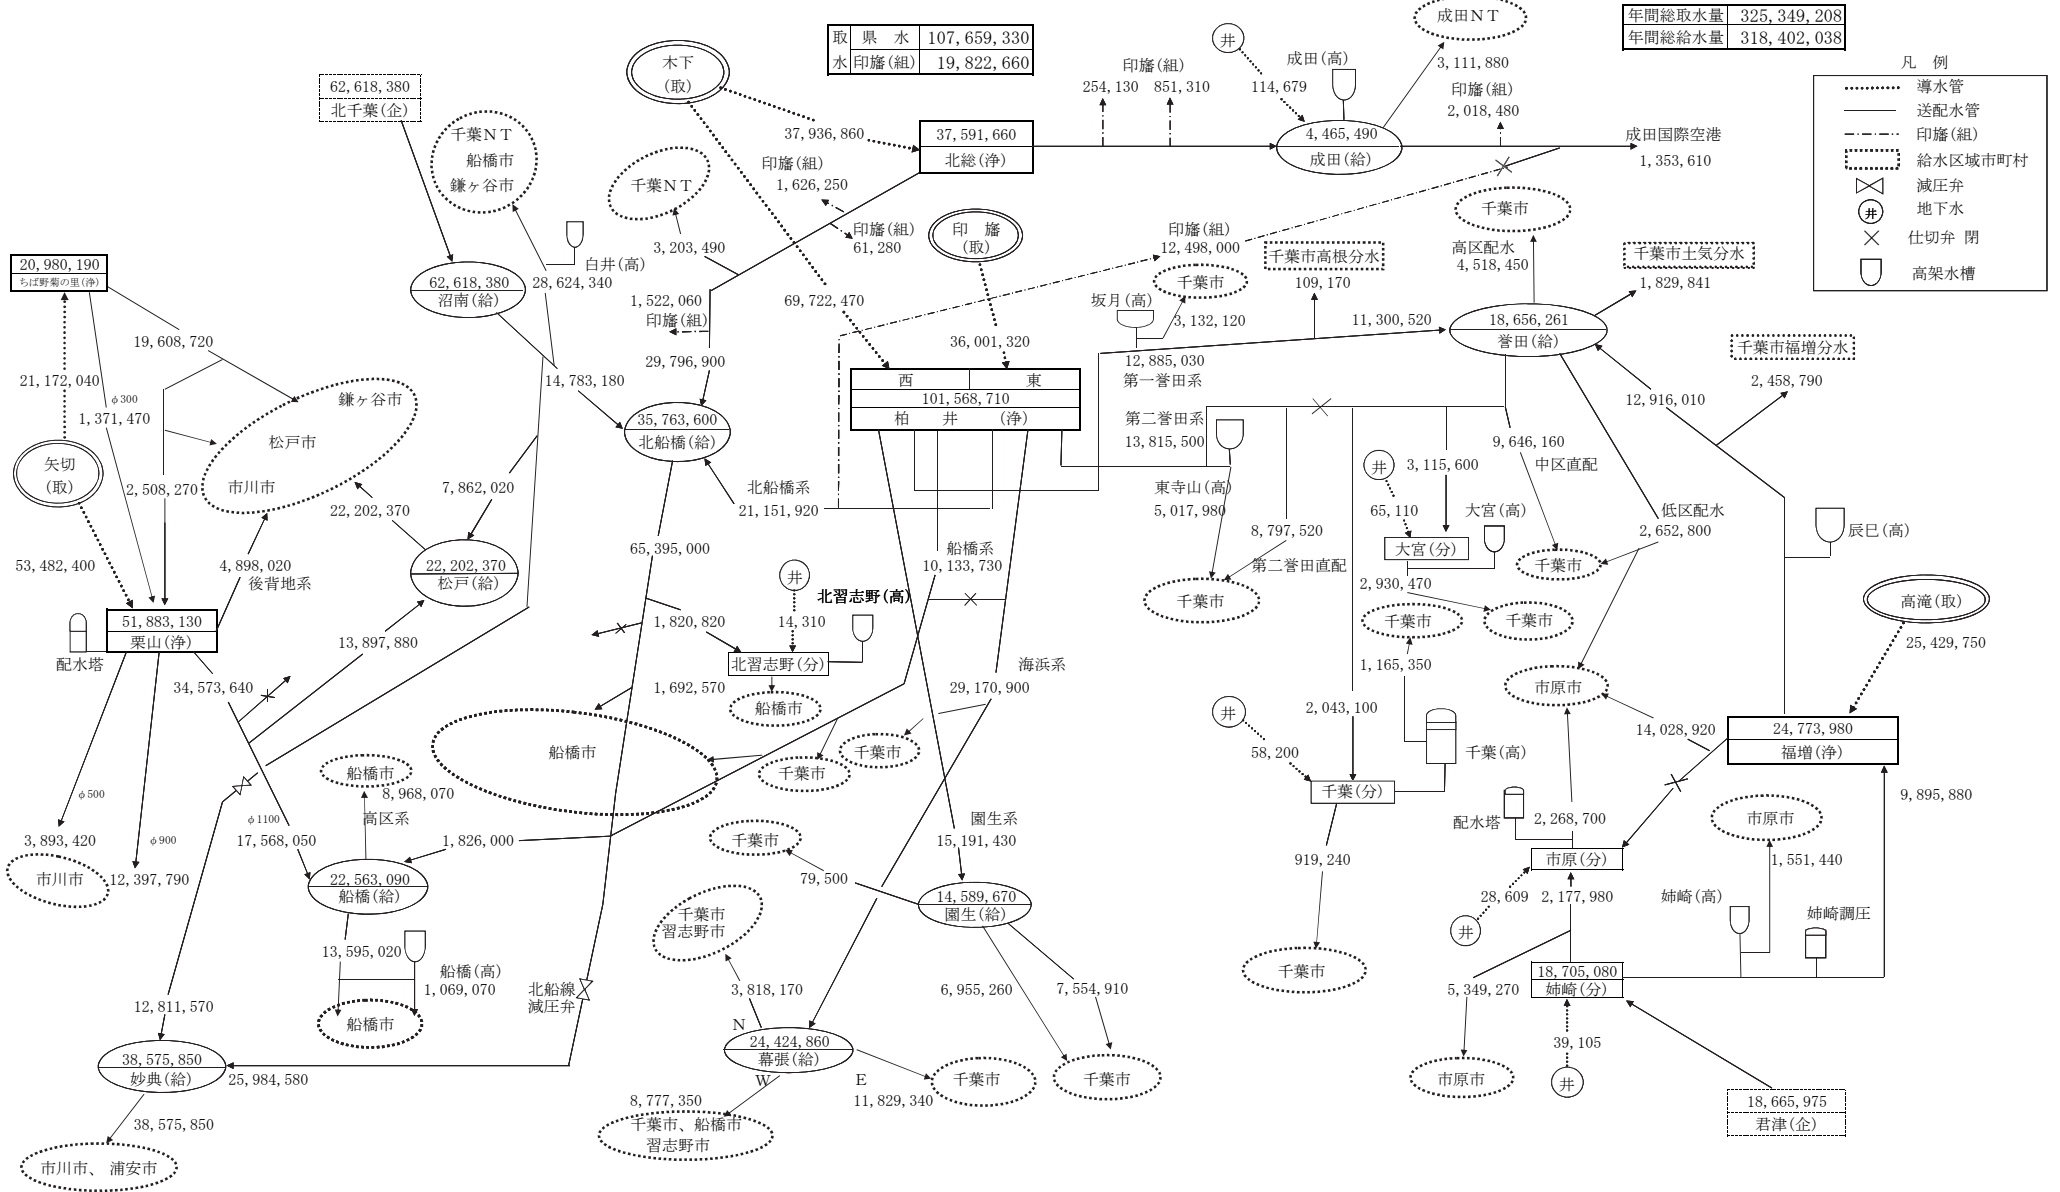 年間総取水量 325,349,208
年間総給水量 318,402,038
取水 県水 107,659,330
印旛(組) 19,822,660
凡 例
導水管
送配水管
印旛(組)
給水区域市町村
減圧弁
井 地下水
仕切弁 閉
高架水槽
62,618,380
北千葉(企)
千葉NT
船橋市
鎌ヶ谷市
木下
(取)
37,936,860
37,591,660
北総(浄)
印旛(組)
254,130 851,310
井
114,679
成田(高)
成田NT
3,111,880
印旛(組)
2,018,480
4,465,490
成田(給)
成田国際空港
1,353,610
千葉NT
3,203,490
印旛(組)
1,626,250
印旛(組)
61,280
印旛
(取)
印旛(組)
12,498,000
千葉市
千葉市高根分水
109,170
千葉市
高区配水
4,518,450
千葉市土気分水
1,829,841
20,980,190
ちば野菊の里(浄)
62,618,380
沼南(給)
白井(高)
28,624,340
1,522,060
印旛(組)
69,722,470
36,001,320
坂月(高)
3,132,120
11,300,520
18,656,261
誉田(給)
千葉市福増分水
2,458,790
19,608,720
21,172,040
φ300
1,371,470
14,783,180
29,796,900
12,885,030
第一誉田系
12,916,010
鎌ヶ谷市
松戸市
市川市
35,763,600
北船橋(給)
西 東
101,568,710
柏井 (浄)
第二誉田系
13,815,500
9,646,160
中区直配
矢切
(取)
2,508,270
7,862,020
22,202,370
北船橋系
21,151,920
東寺山(高)
5,017,980
井
3,115,600
65,110
大宮(高)
低区配水
2,652,800
辰巳(高)
8,797,520
第二誉田直配
大宮(分)
2,930,470
千葉市
53,482,400
4,898,020
後背地系
22,202,370
松戸(給)
65,395,000
船橋系
10,133,730
井
北習志野(高)
1,820,820
14,310
北習志野(分)
千葉市
千葉市
千葉市
高滝(取)
25,429,750
51,883,130
栗山(浄)
配水塔
13,897,880
34,573,640
1,692,570
船橋市
海浜系
29,170,900
1,165,350
市原市
2,043,100
井
58,200
千葉(高)
千葉(分)
14,028,920
24,773,980
福増(浄)
船橋市
千葉市
千葉市
船橋市
8,968,070
高区系
φ500
φ1100
17,568,050
φ900
3,893,420
市川市
12,397,790
1,826,000
22,563,090
船橋(給)
千葉市
79,500
園生系
15,191,430
14,589,670
園生(給)
919,240
千葉市
配水塔
2,268,700
市原(分)
28,609
2,177,980
井
市原市
1,551,440
9,895,880
姉崎(高)
姉崎調圧
千葉市
習志野市
3,818,170
13,595,020
船橋(高)
1,069,070
船橋市
北船線
減圧弁
6,955,260
7,554,910
18,705,080
姉崎(分)
5,349,270
39,105
井
市原市
12,811,570
38,575,850
妙典(給)
25,984,580
38,575,850
市川市、浦安市
N
24,424,860
幕張(給)
W
E
8,777,350
11,829,340
千葉市、船橋市
習志野市
千葉市
千葉市
18,665,975
君津(企)